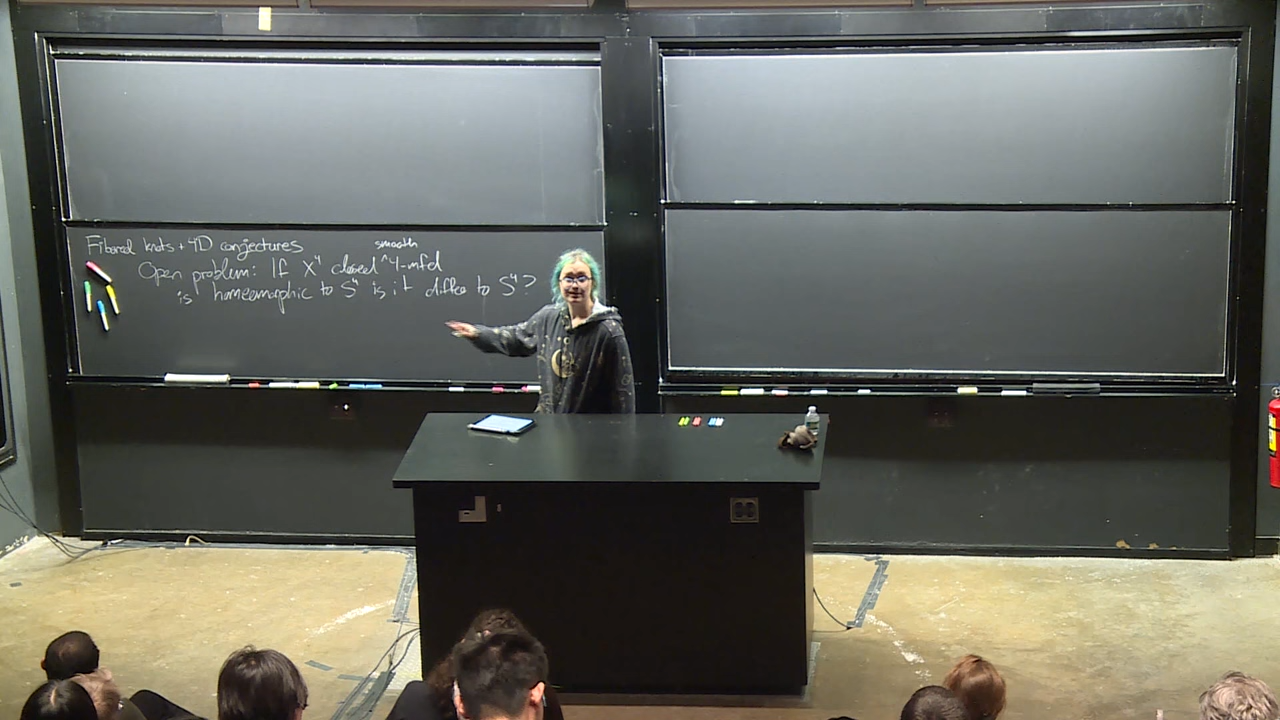 Fibered knots + 4D conjectures
smooth
Open problem: If X⁴ closed ^ 4-mfd
is homeomorphic to S⁴ is it diffeo to S⁴?